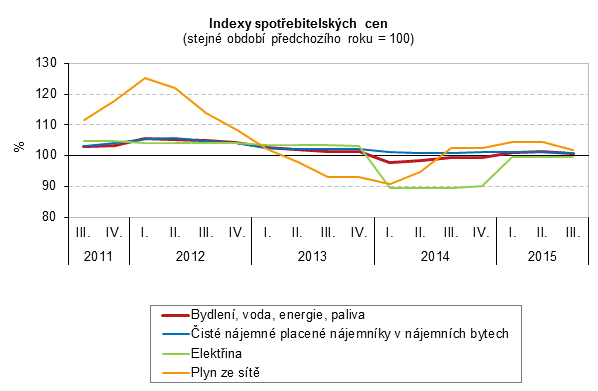 Indexy spotřebitelských cen
(stejné období předchozího roku = 100)
130
120
110
100
90
80
%
III. IV. I. II. III. IV. I. II. III. IV. I. II. III. IV. I. II. III.
2011 2012 2013 2014 2015
Bydlení, voda, energie, paliva
Čisté nájemné placené nájemníky v nájemních bytech
Elektřina
Plyn ze sítě